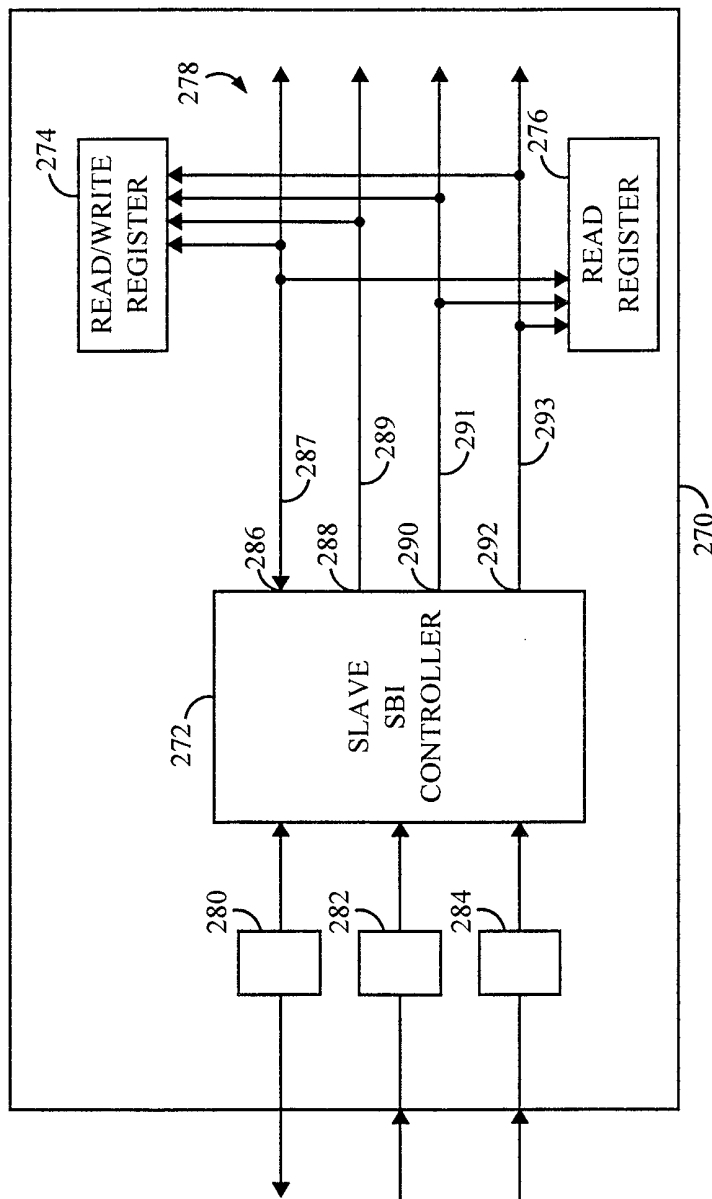 274
READ/WRITE
REGISTER
278
272
SLAVE
SBI
CONTROLLER
280
282
284
286
287
288
289
290
291
292
293
276
READ
REGISTER
270